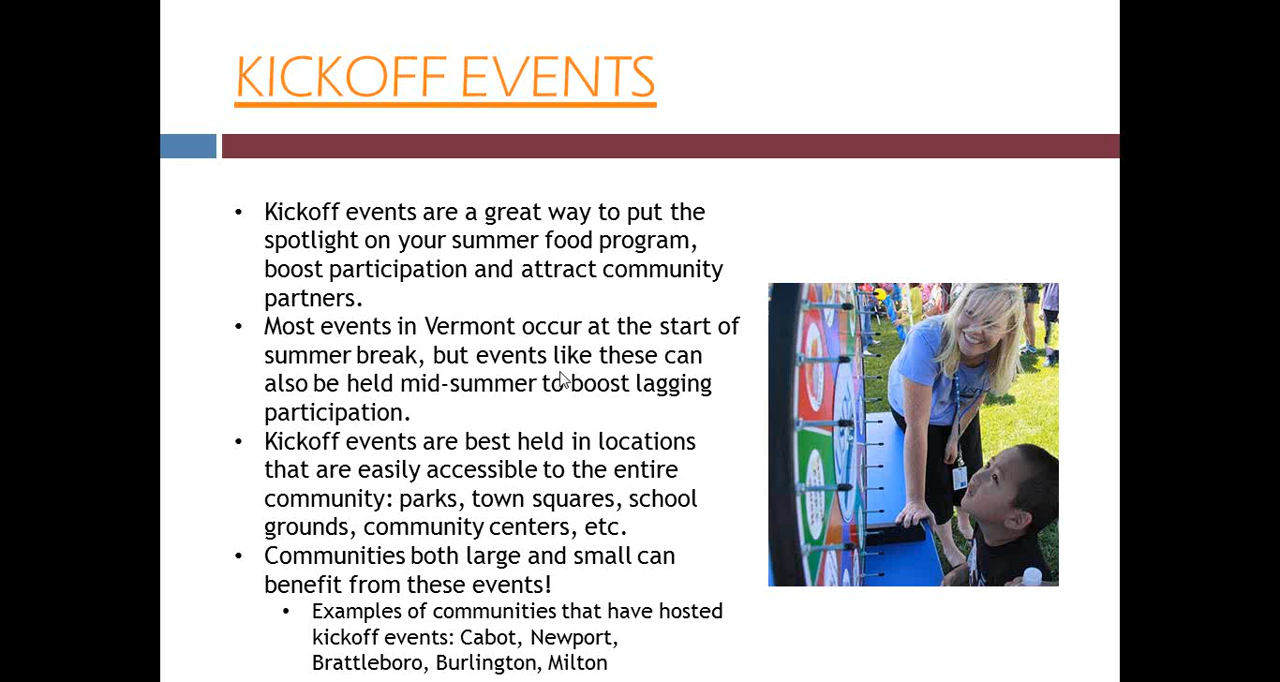 KICKOFF EVENTS
• Kickoff events are a great way to put the
spotlight on your summer food program,
boost participation and attract community
partners.
• Most events in Vermont occur at the start of
summer break, but events like these can
also be held mid-summer to boost lagging
participation.
• Kickoff events are best held in locations
that are easily accessible to the entire
community: parks, town squares, school
grounds, community centers, etc.
• Communities both large and small can
benefit from these events!
• Examples of communities that have hosted
kickoff events: Cabot, Newport,
Brattleboro, Burlington, Milton